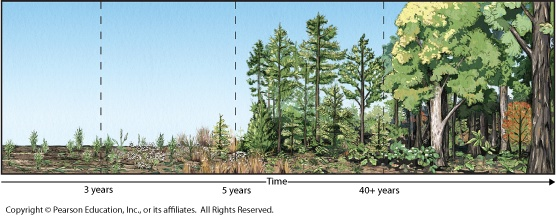 Time
3 years
5 years
40+ years
Copyright © Pearson Education, Inc., or its affiliates. All Rights Reserved.